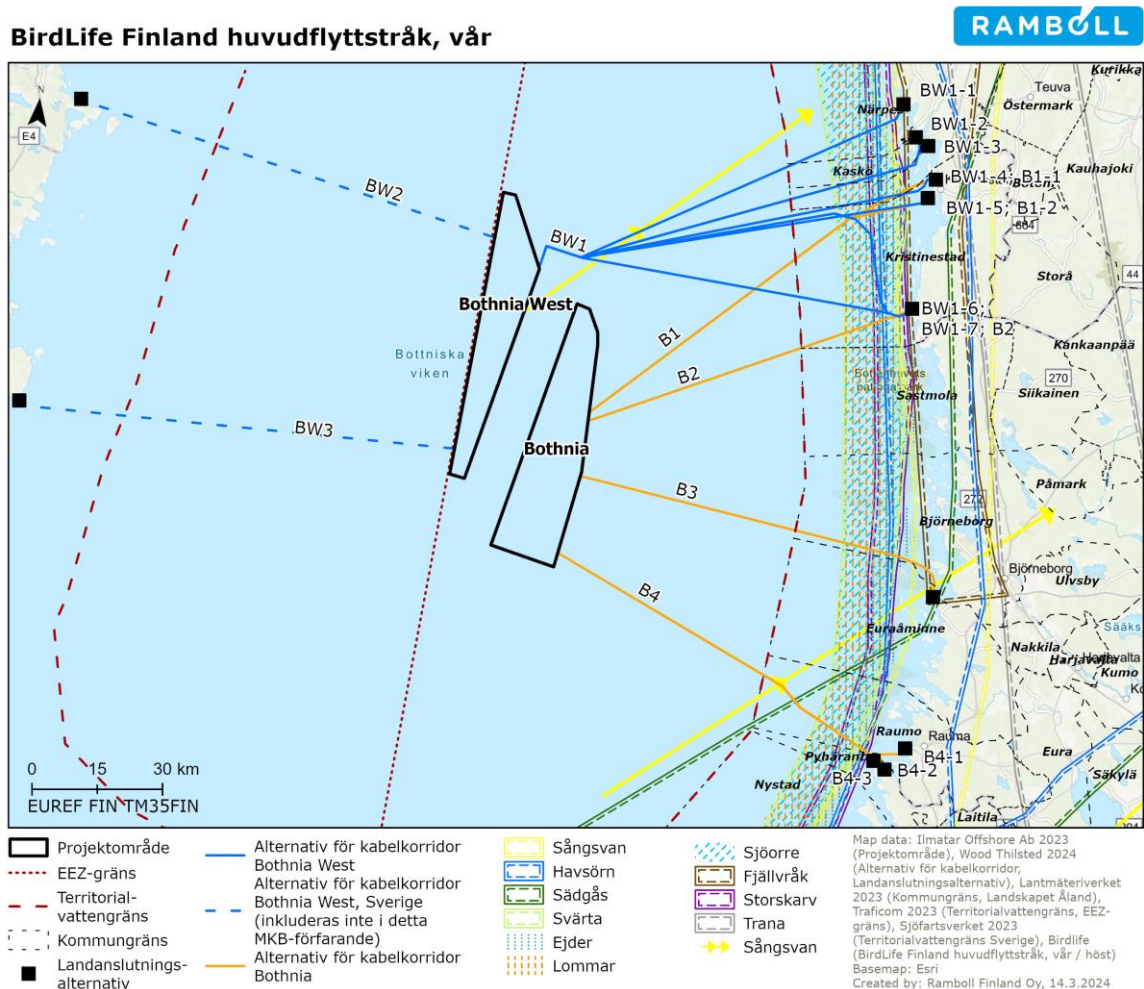 BirdLife Finland huvudflyttstråk, vår
RAMBOLL
N
E4
BW2
BW1
BW3
Bothnia West
Bothnia
Bottniska
viken
B1
B2
B3
B4
Kurikka
Teuva
Östermark
Närpes
BW1-1
BW1-2
BW1-3
Kauhajoki
Kaskö
BW1-4; B1-1
BW1-5; B1-2
664
44
Kristinestad
Storå
BW1-6;
BW1-7; B2
Kankaanpää
270
Siikainen
Sastmola
Påmark
272
Björneborg
Björneborg
Ulvsby
Euraåminne
Nakkila
Harjavalta
Harjavalta
Kumo
Raumo
Rauma
B4-1
B4-2
B4-3
Eura
Säkylä
Nystad
Laitila
0 15 30 km
EUREF FIN TM35FIN
Projektområde
EEZ-gräns
Territorial-
vattengräns
Kommungräns
Landanslutnings-
alternativ
Alternativ för kabelkorridor
Bothnia West
Alternativ för kabelkorridor
Bothnia West, Sverige
(inkluderas inte i detta
MKB-förfarande)
Alternativ för kabelkorridor
Bothnia
Sångsvan
Havsörn
Sädgås
Svärta
Ejder
Lommar
Sjöorre
Fjällvråk
Storskarv
Trana
Sångsvan
Map data: Ilmatar Offshore Ab 2023
(Projektområde), Wood Thilsted 2024
(Alternativ för kabelkorridor,
Landanslutningsalternativ), Lantmäteriverket
2023 (Kommungräns, Landskapet Åland),
Traficom 2023 (Territorialvattengräns, EEZ-
gräns), Sjöfartsverket 2023
(Territorialvattengräns Sverige), Birdlife
(BirdLife Finland huvudflyttstråk, vår / höst)
Basemap: Esri
Created by: Ramboll Finland Oy, 14.3.2024